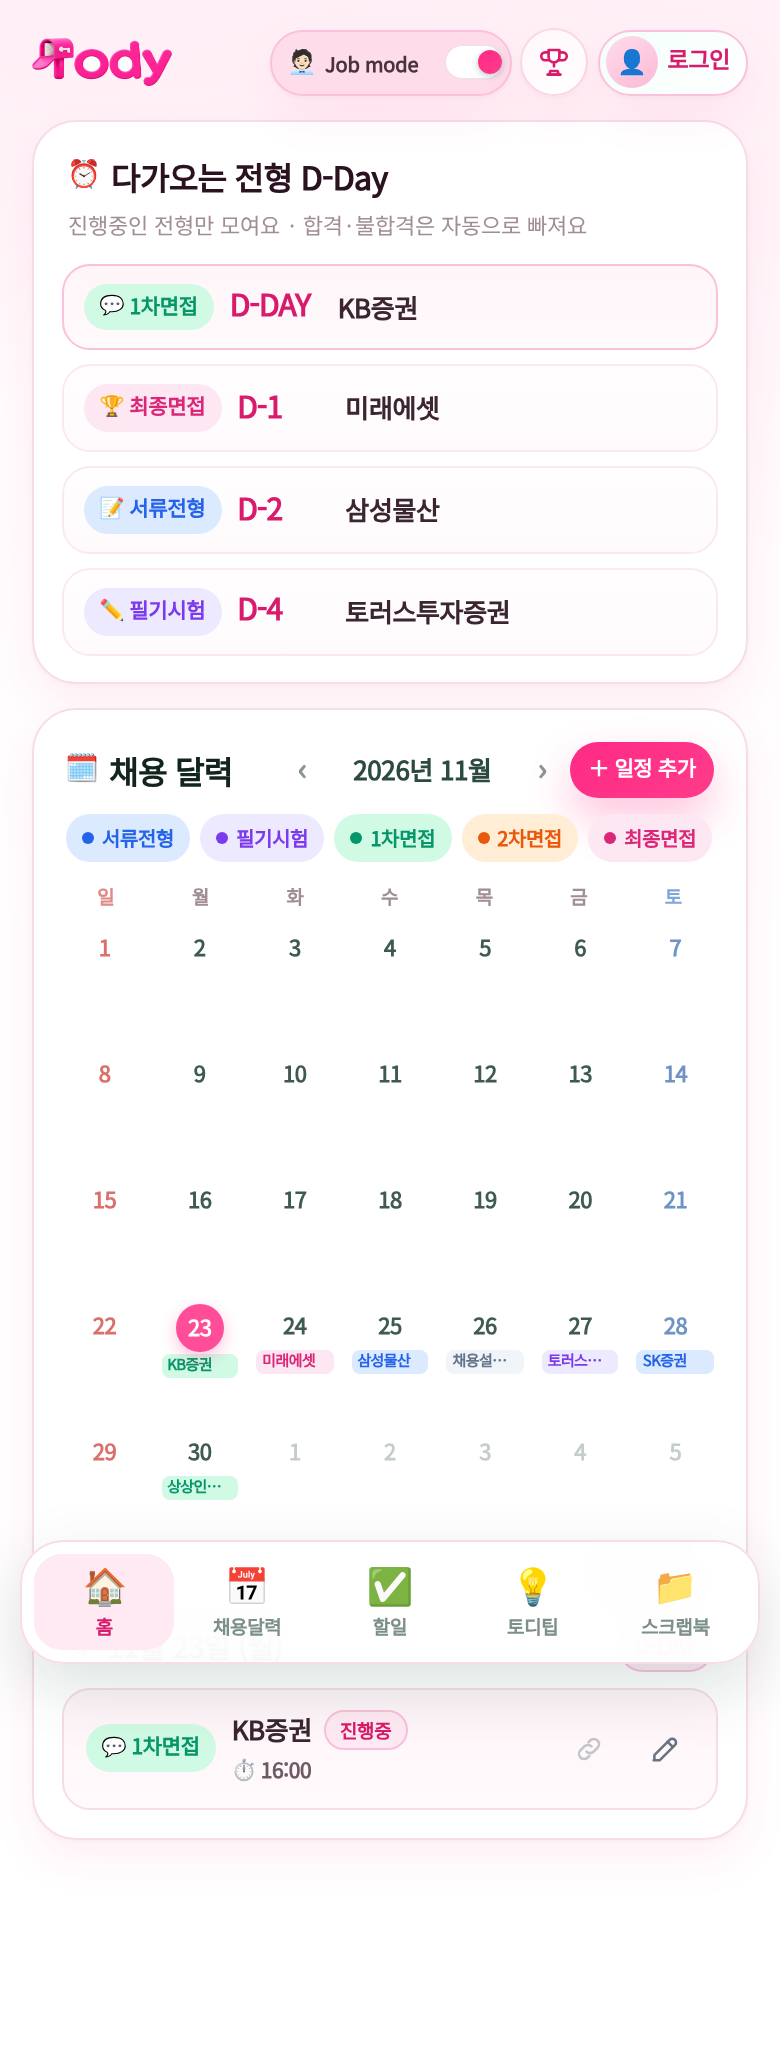 Tody
Job mode
로그인
다가오는 전형 D-Day
진행중인 전형만 모여요 · 합격·불합격은 자동으로 빠져요
1차면접 D-DAY KB증권
최종면접 D-1 미래에셋
서류전형 D-2 삼성물산
필기시험 D-4 토러스투자증권
채용 달력 ‹ 2026년 11월 › + 일정 추가
서류전형 필기시험 1차면접 2차면접 최종면접
일 월 화 수 목 금 토
1 2 3 4 5 6 7
8 9 10 11 12 13 14
15 16 17 18 19 20 21
22 23 24 25 26 27 28
KB증권 미래에셋 삼성물산 채용설… 토러스… SK증권
29 30 1 2 3 4 5
상상인…
July
17
홈 채용달력 할일 토디팁 스크랩북
11월 23일 (월)
1차면접 KB증권 진행중
16:00